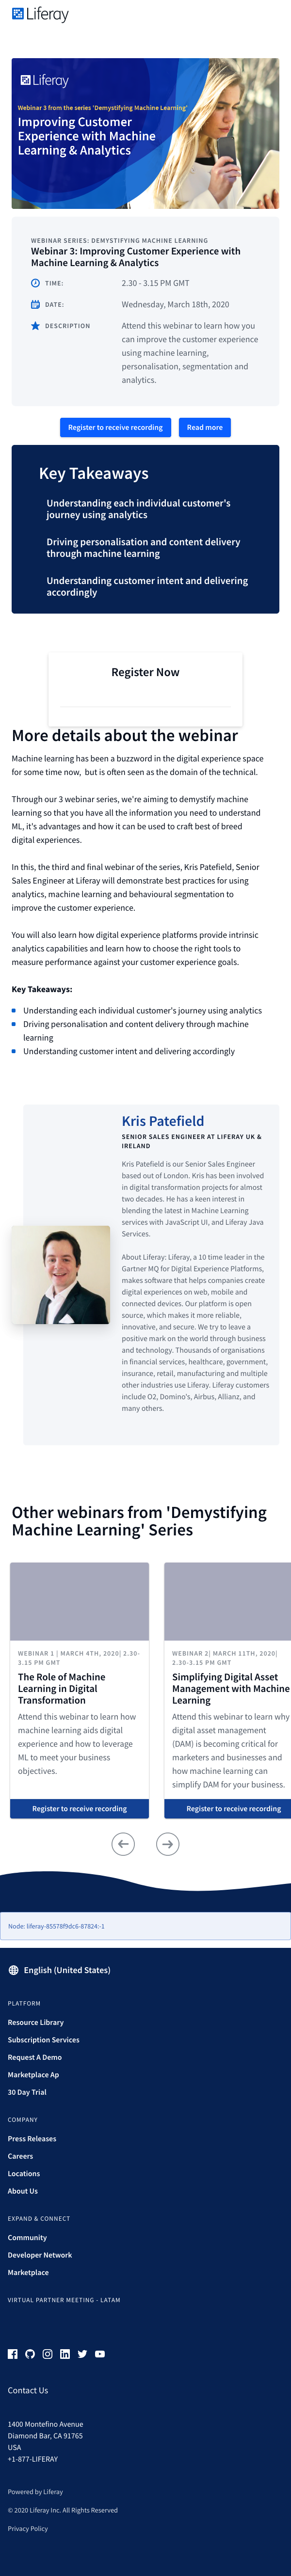 Liferay
Liferay
Webinar 3 from the series 'Demystifying Machine Learning'
Improving Customer
Experience with Machine
Learning & Analytics
WEBINAR SERIES: DEMYSTIFYING MACHINE LEARNING
Webinar 3: Improving Customer Experience with
Machine Learning & Analytics
TIME:
2.30 - 3.15 PM GMT
DATE:
Wednesday, March 18th, 2020
DESCRIPTION
Attend this webinar to learn how you
can improve the customer experience
using machine learning,
personalisation, segmentation and
analytics.
Register to receive recording
Read more
Key Takeaways
Understanding each individual customer's
journey using analytics
Driving personalisation and content delivery
through machine learning
Understanding customer intent and delivering
accordingly
Register Now
More details about the webinar
Machine learning has been a buzzword in the digital experience space
for some time now,  but is often seen as the domain of the technical.
Through our 3 webinar series, we're aiming to demystify machine
learning so that you have all the information you need to understand
ML, it's advantages and how it can be used to craft best of breed
digital experiences.
In this, the third and final webinar of the series, Kris Patefield, Senior
Sales Engineer at Liferay will demonstrate best practices for using
analytics, machine learning and behavioural segmentation to
improve the customer experience.
You will also learn how digital experience platforms provide intrinsic
analytics capabilities and learn how to choose the right tools to
measure performance against your customer experience goals.
Key Takeaways:
Understanding each individual customer's journey using analytics
Driving personalisation and content delivery through machine
learning
Understanding customer intent and delivering accordingly
Kris Patefield
SENIOR SALES ENGINEER AT LIFERAY UK &
IRELAND
Kris Patefield is our Senior Sales Engineer
based out of London. Kris has been involved
in digital transformation projects for almost
two decades. He has a keen interest in
blending the latest in Machine Learning
services with JavaScript UI, and Liferay Java
Services.
About Liferay: Liferay, a 10 time leader in the
Gartner MQ for Digital Experience Platforms,
makes software that helps companies create
digital experiences on web, mobile and
connected devices. Our platform is open
source, which makes it more reliable,
innovative, and secure. We try to leave a
positive mark on the world through business
and technology. Thousands of organisations
in financial services, healthcare, government,
insurance, retail, manufacturing and multiple
other industries use Liferay. Liferay customers
include O2, Domino's, Airbus, Allianz, and
many others.
Other webinars from 'Demystifying
Machine Learning' Series
WEBINAR 1 | MARCH 4TH, 2020| 2.30-
3.15 PM GMT
The Role of Machine
Learning in Digital
Transformation
Attend this webinar to learn how
machine learning aids digital
experience and how to leverage
ML to meet your business
objectives.
Register to receive recording
WEBINAR 2| MARCH 11TH, 2020|
2.30-3.15 PM GMT
Simplifying Digital Asset
Management with Machine
Learning
Attend this webinar to learn why
digital asset management
(DAM) is becoming critical for
marketers and businesses and
how machine learning can
simplify DAM for your business.
Register to receive recording
Node: liferay-85578f9dc6-87824:-1
English (United States)
PLATFORM
Resource Library
Subscription Services
Request A Demo
Marketplace Ap
30 Day Trial
COMPANY
Press Releases
Careers
Locations
About Us
EXPAND & CONNECT
Community
Developer Network
Marketplace
VIRTUAL PARTNER MEETING - LATAM
Contact Us
1400 Montefino Avenue
Diamond Bar, CA 91765
USA
+1-877-LIFERAY
Powered by Liferay
© 2020 Liferay Inc. All Rights Reserved
Privacy Policy